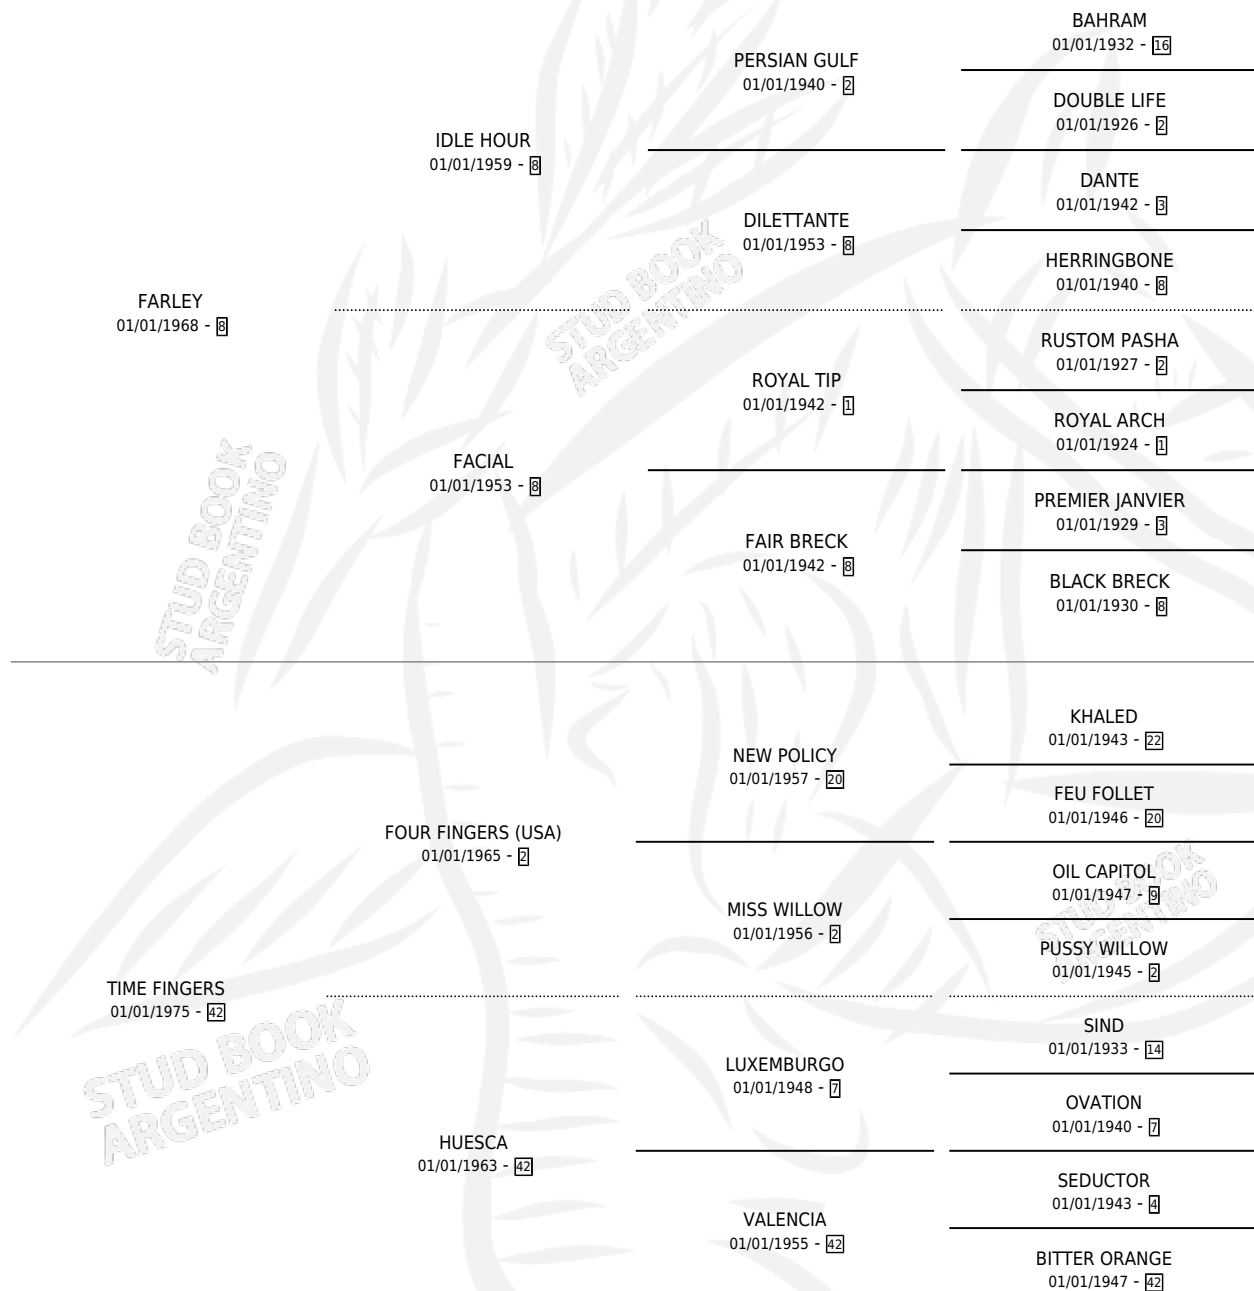 BAHRAM
01/01/1932 - 16
PERSIAN GULF
01/01/1940 - 2
DOUBLE LIFE
01/01/1926 - 2
IDLE HOUR
01/01/1959 - 8
DANTE
01/01/1942 - 3
DILETTANTE
01/01/1953 - 8
HERRINGBONE
01/01/1940 - 8
FARLEY
01/01/1968 - 8
RUSTOM PASHA
01/01/1927 - 2
ROYAL TIP
01/01/1942 - 1
ROYAL ARCH
01/01/1924 - 1
FACIAL
01/01/1953 - 8
PREMIER JANVIER
01/01/1929 - 3
FAIR BRECK
01/01/1942 - 8
BLACK BRECK
01/01/1930 - 8
KHALED
01/01/1943 - 22
NEW POLICY
01/01/1957 - 20
FEU FOLLET
01/01/1946 - 20
FOUR FINGERS (USA)
01/01/1965 - 2
OIL CAPITOL
01/01/1947 - 9
MISS WILLOW
01/01/1956 - 2
PUSSY WILLOW
01/01/1945 - 2
TIME FINGERS
01/01/1975 - 42
SIND
01/01/1933 - 14
LUXEMBURGO
01/01/1948 - 7
OVATION
01/01/1940 - 7
HUESCA
01/01/1963 - 42
SEDUCTOR
01/01/1943 - 4
VALENCIA
01/01/1955 - 42
BITTER ORANGE
01/01/1947 - 42
STUD BOOK
ARGENTINO
STUD BOOK
ARGENTINO
STUD BOOK
ARGENTINO
STUD BOOK
ARGENTINO